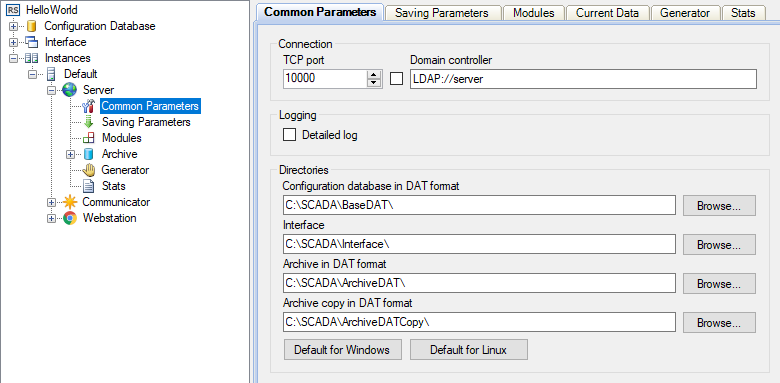 RS HelloWorld
Configuration Database
Interface
Instances
Default
Server
Common Parameters
Saving Parameters
Modules
Archive
Generator
Stats
Communicator
Webstation
Common Parameters Saving Parameters Modules Current Data Generator Stats
Connection
TCP port Domain controller
10000 LDAP://server
Logging
Detailed log
Directories
Configuration database in DAT format
C:\SCADA\BaseDAT\ Browse...
Interface
C:\SCADA\Interface\ Browse...
Archive in DAT format
C:\SCADA\ArchiveDAT\ Browse...
Archive copy in DAT format
C:\SCADA\ArchiveDATCopy\ Browse...
Default for Windows Default for Linux